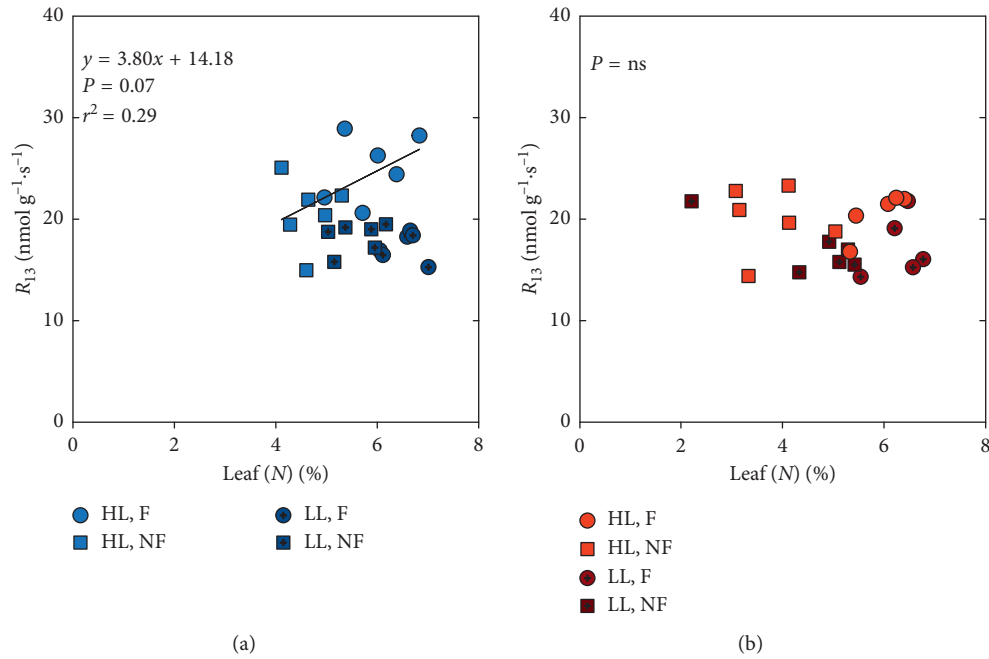 40
30
20
10
0
R13 (nmol g−1·s−1)
y = 3.80x + 14.18
P = 0.07
r2 = 0.29
0 2 4 6 8
Leaf (N) (%)
HL, F
HL, NF
LL, F
LL, NF
(a)
40
30
20
10
0
R13 (nmol g−1·s−1)
P = ns
0 2 4 6 8
Leaf (N) (%)
HL, F
HL, NF
LL, F
LL, NF
(b)